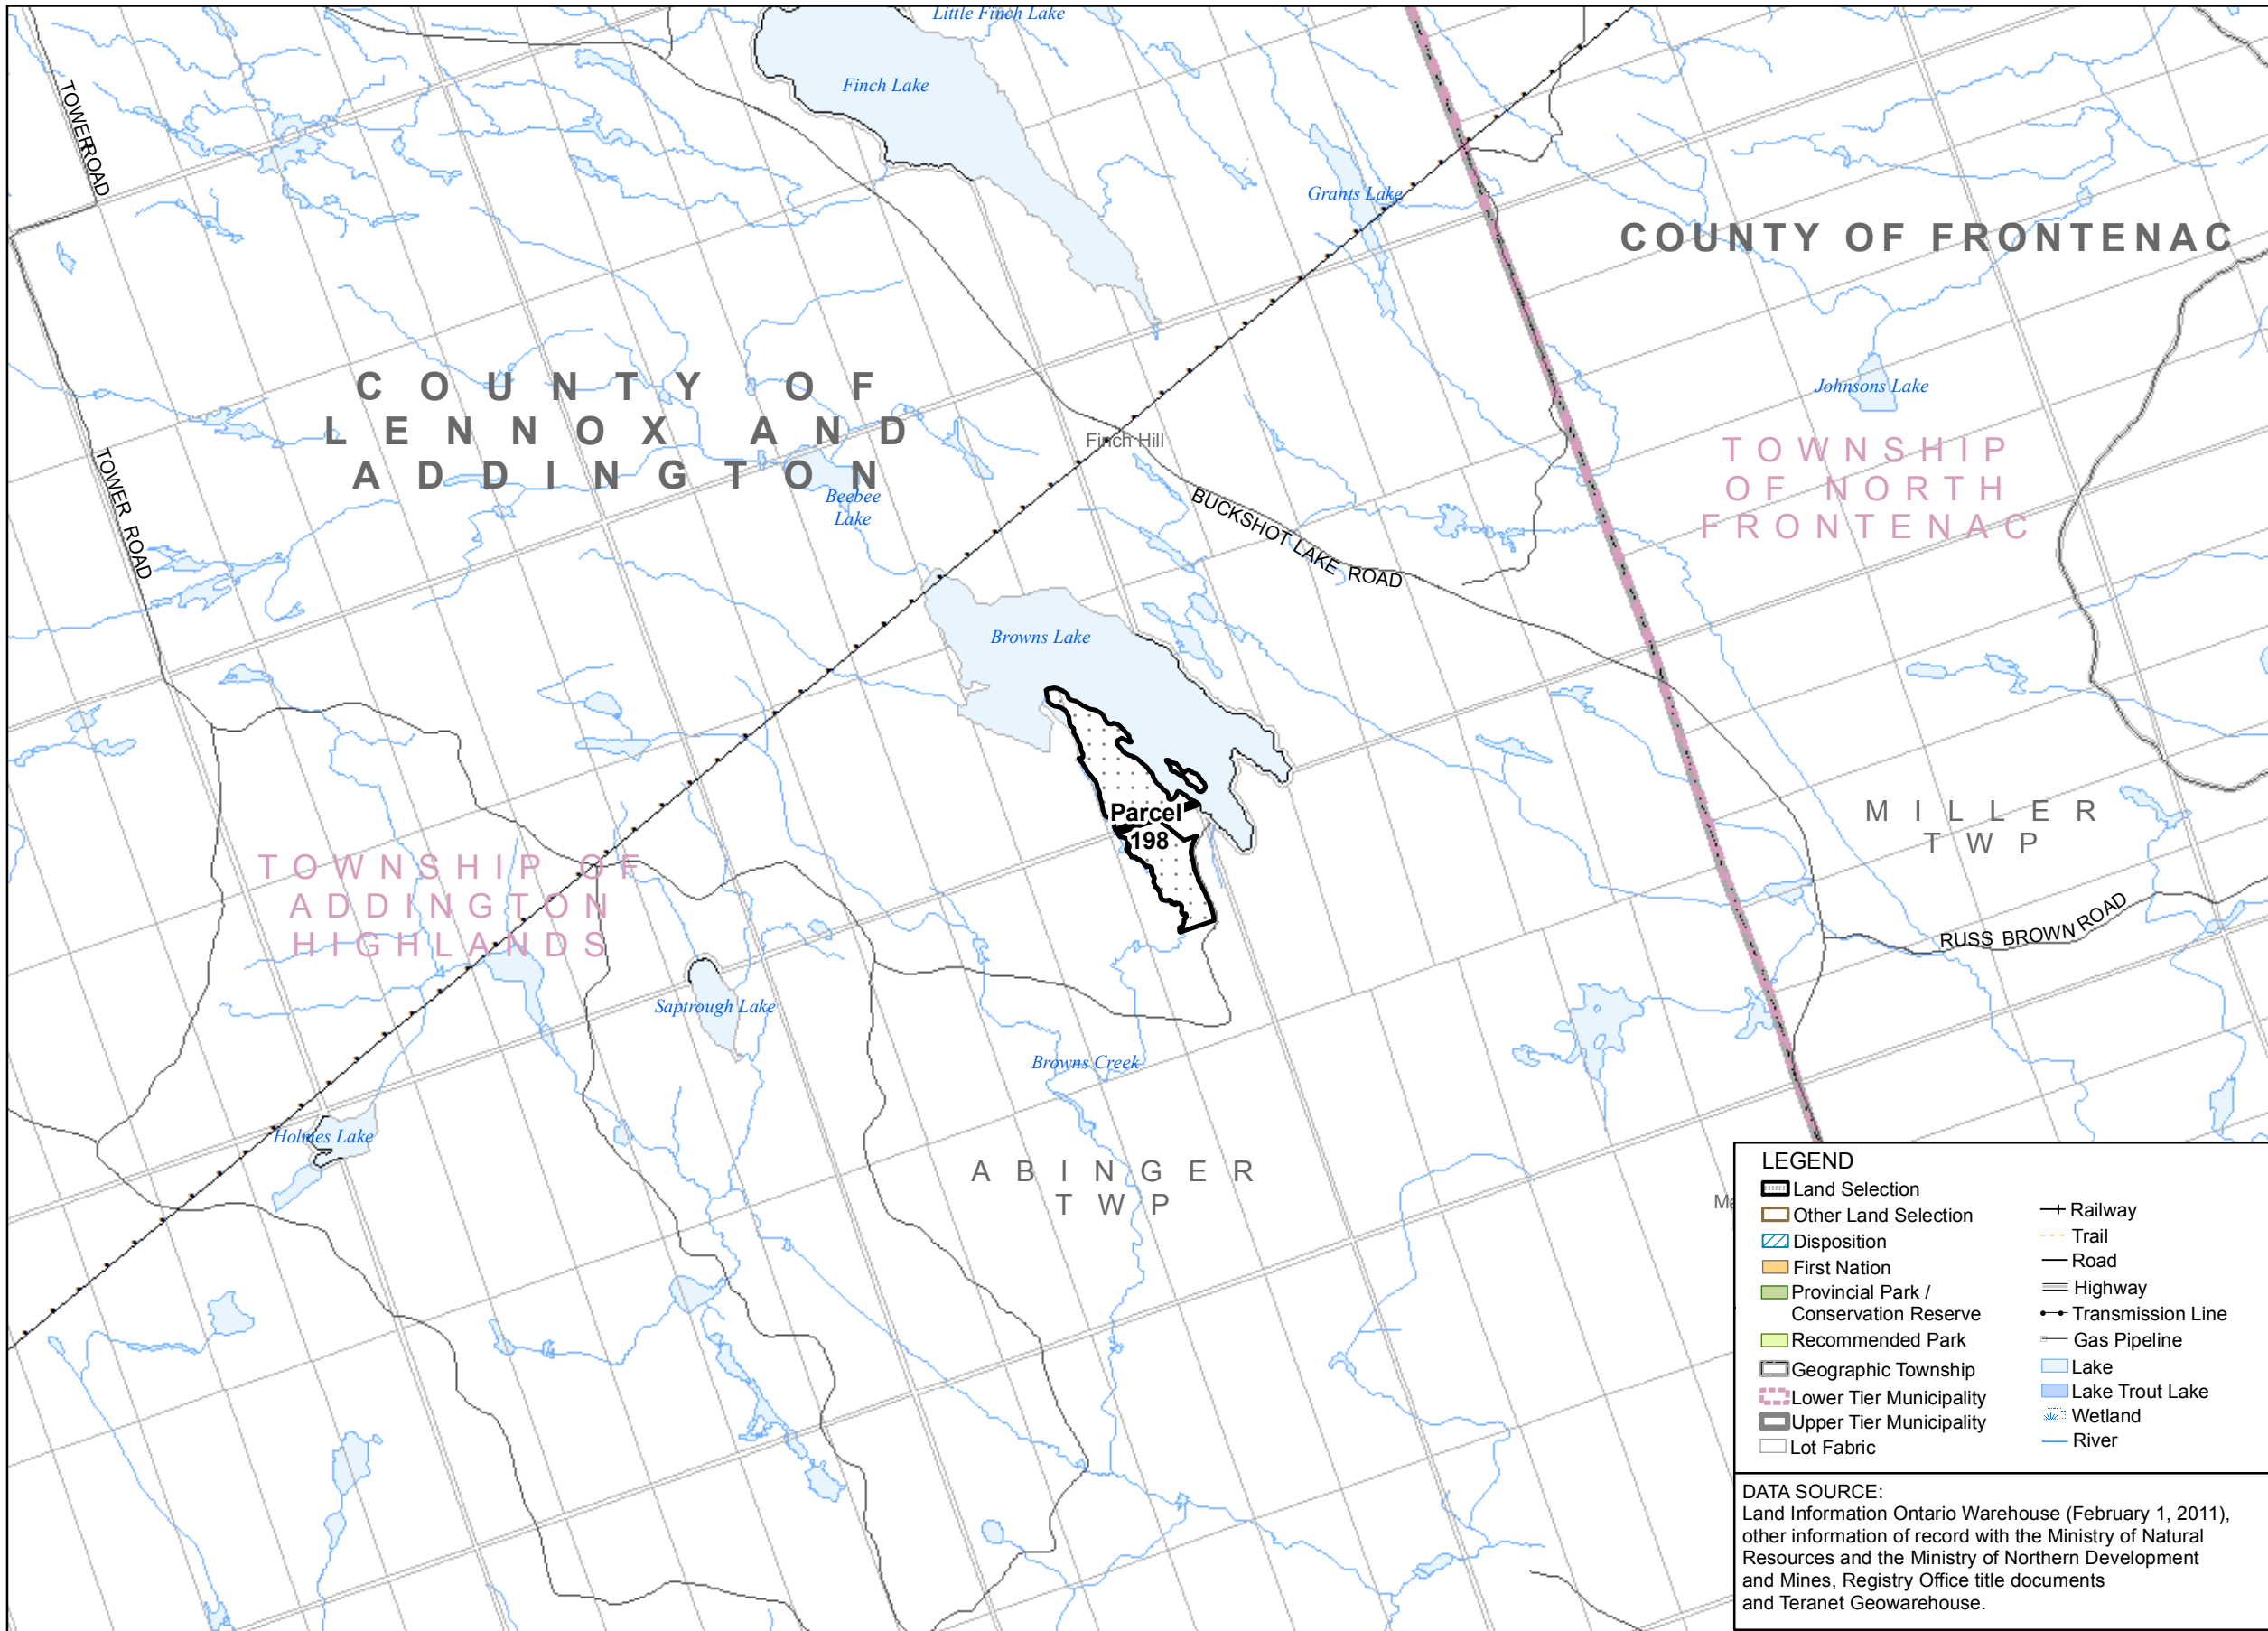 Little Finch Lake
Finch Lake
TOWER ROAD
Grants Lake
COUNTY OF FRONTENAC
COUNTY OF
LENNOX AND
ADDINGTON
Johnsons Lake
Finch Hill
TOWNSHIP
OF NORTH
FRONTENAC
TOWER ROAD
Beebee
Lake
BUCKSHOT LAKE ROAD
Browns Lake
Parcel
198
MILLER
TWP
TOWNSHIP OF
ADDINGTON
HIGHLANDS
RUSS BROWN ROAD
Saptrough Lake
Browns Creek
Holmes Lake
ABINGER
TWP
LEGEND
Land Selection
Other Land Selection
Disposition
First Nation
Provincial Park /
Conservation Reserve
Recommended Park
Geographic Township
Lower Tier Municipality
Upper Tier Municipality
Lot Fabric
Railway
Trail
Road
Highway
Transmission Line
Gas Pipeline
Lake
Lake Trout Lake
Wetland
River
DATA SOURCE:
Land Information Ontario Warehouse (February 1, 2011),
other information of record with the Ministry of Natural
Resources and the Ministry of Northern Development
and Mines, Registry Office title documents
and Teranet Geowarehouse.